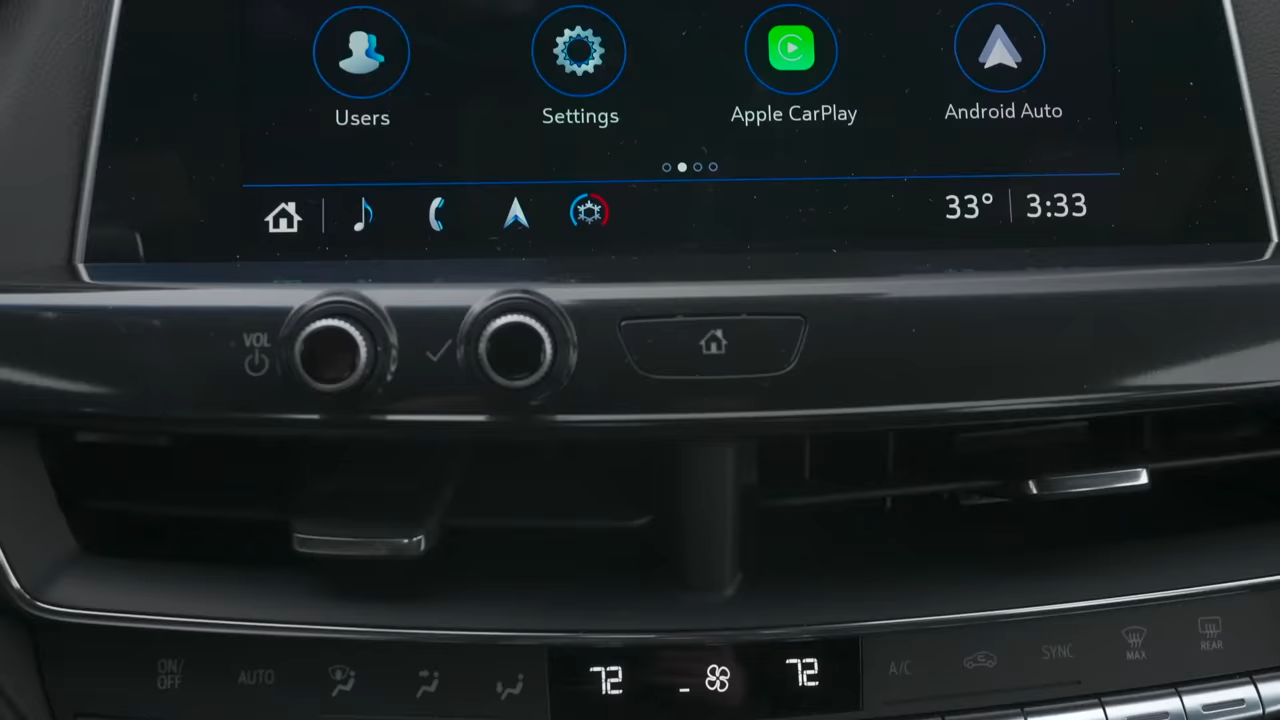 Users
Settings
Apple CarPlay
Android Auto
33° 3:33
VOL
ON/
OFF
AUTO
72
72
A/C
SYNC
MAX
REAR